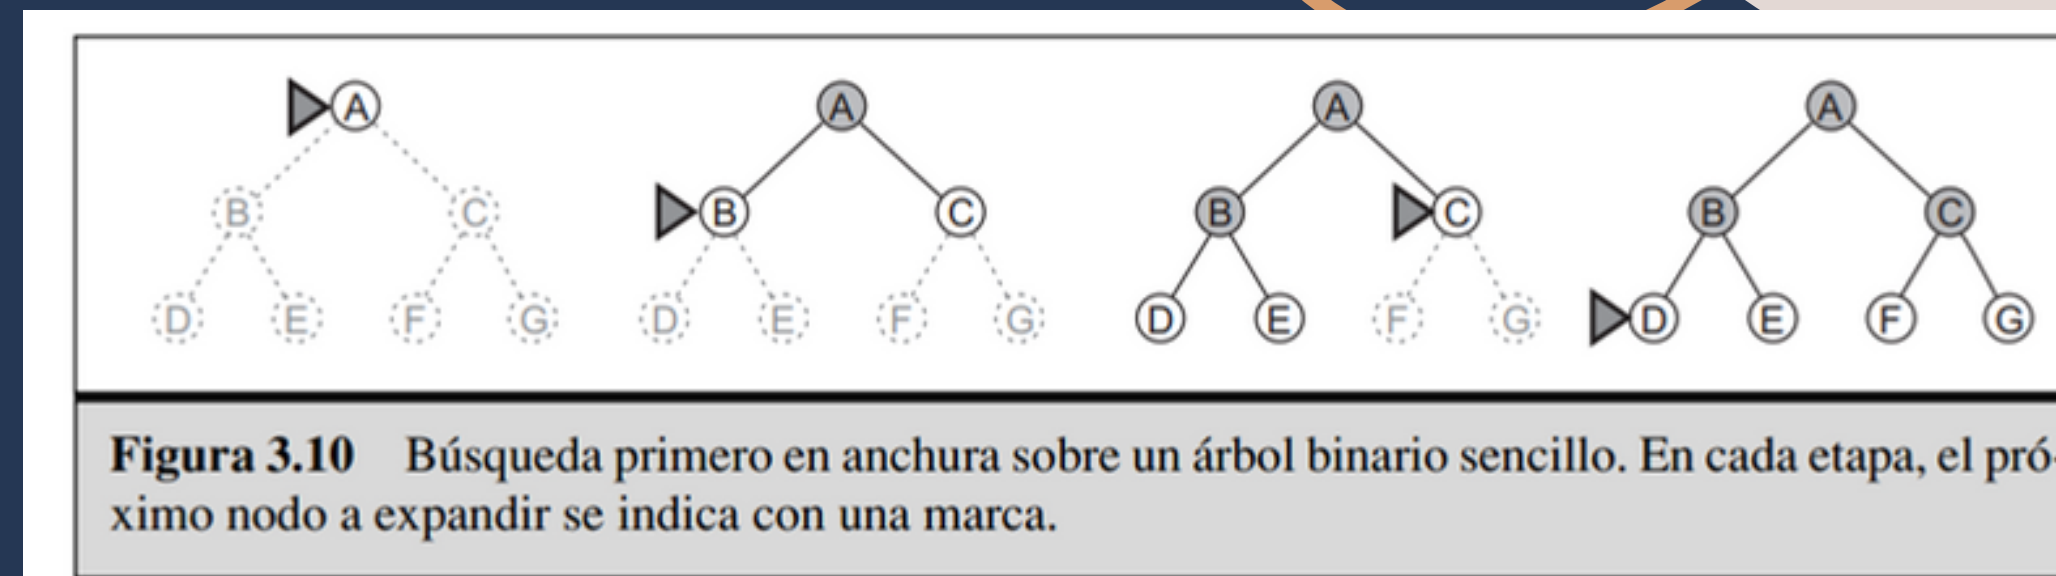 A A A A
B C B C B C B C
D E F G D E F G D E F G D E F G
Figura 3.10 Búsqueda primero en anchura sobre un árbol binario sencillo. En cada etapa, el pró-
ximo nodo a expandir se indica con una marca.